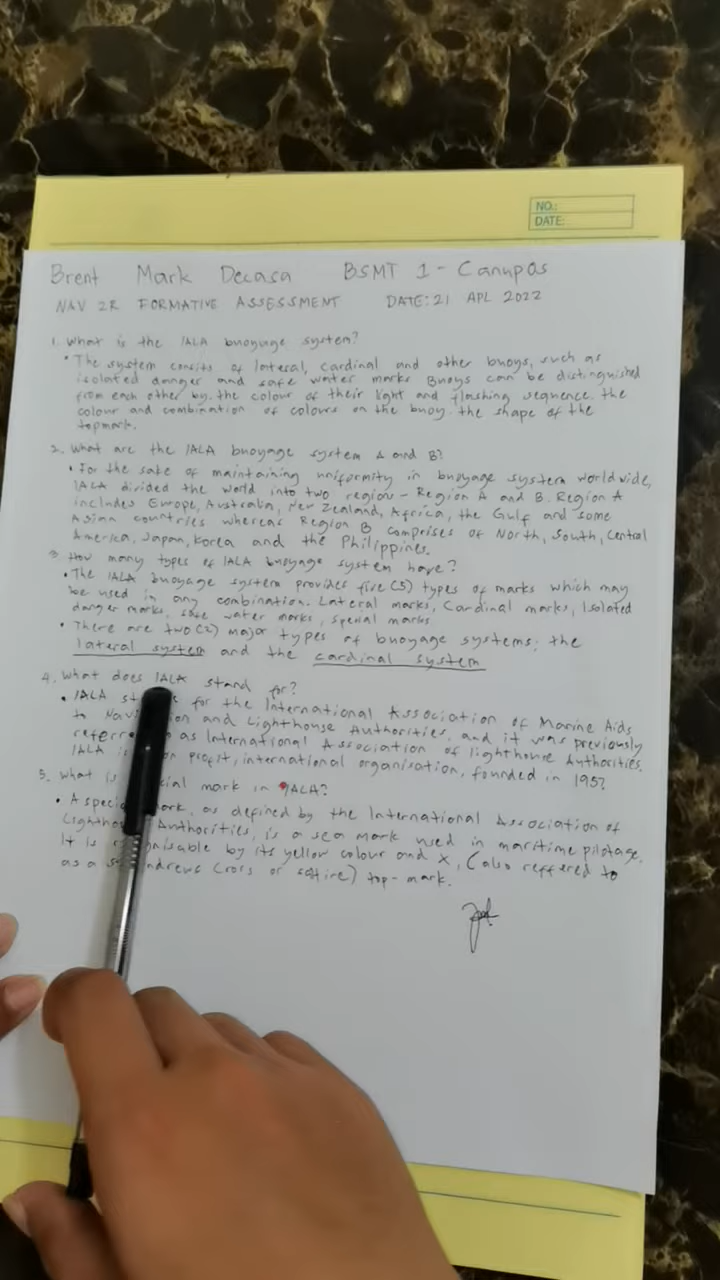 NO.:
DATE:
Brent Mark Decasa BSMT 1 - Canupas
NAV 2R FORMATIVE ASSESSMENT DATE: 21 APL 2022
1. What is the IALA buoyage system?
• The system consits of lateral, cardinal and other buoys, such as
isolated danger and safe water marks Buoys can be distinguished
from each other by the colour of their light and flashing sequence. the
colour and combination of colours on the buoy. the shape of the
topmark.
2. What are the IALA buoyage system A and B?
• For the sake of maintaining uniformity in buoyage system worldwide,
IALA divided the world into two region - Region A and B. Region A
includes Europe, Australia, New Zealand, Africa, the Gulf and some
Asian countries whereas Region B comprises of North, South, Central
America, Japan, Korea and the Philippines.
3 How many types of IALA buoyage system have?
• The IALA buoyage system provides five (5) types of marks which may
be used in any combination. Lateral marks, Cardinal marks, Isolated
danger marks, safe water marks, special marks
• There are two (2) major types of buoyage systems; the
lateral system and the cardinal system
4. What does IALA stand for?
• IALA for the International Association of Marine Aids
to and Lighthouse Authorities, and it was previously
as International Association of lighthouse Authorities.
IALA profit, international organisation, founded in 1957
5. What is mark in IALA?
• A as defined by the International Association of
Authorities, is a sea mark used in maritime pilotage.
It is by its yellow colour and X, (also reffered to
as a cross or top-mark.